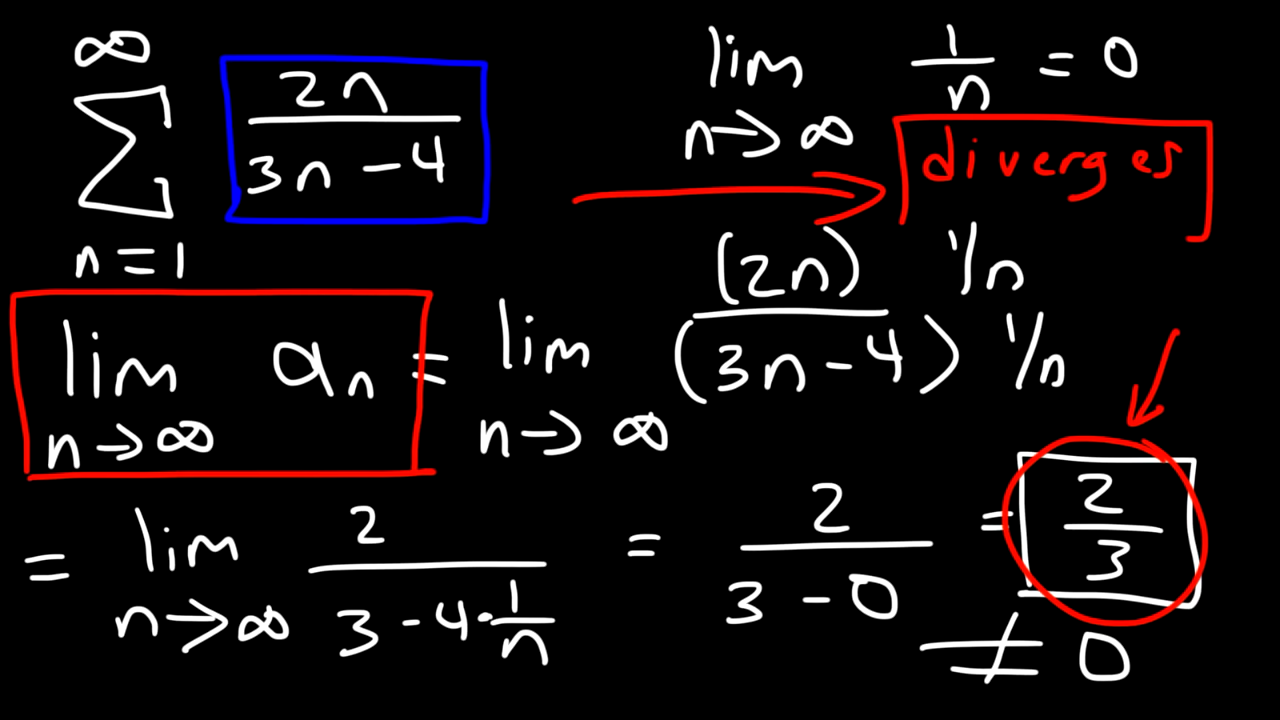 ∞
∑ 2n / (3n − 4)
n = 1
lim 1/n = 0
n → ∞
diverges
lim aₙ = lim (2n) 1/n / (3n − 4) 1/n
n → ∞ n → ∞
= lim 2 / (3 − 4 · 1/n) = 2 / (3 − 0) = 2/3
n → ∞
≠ 0